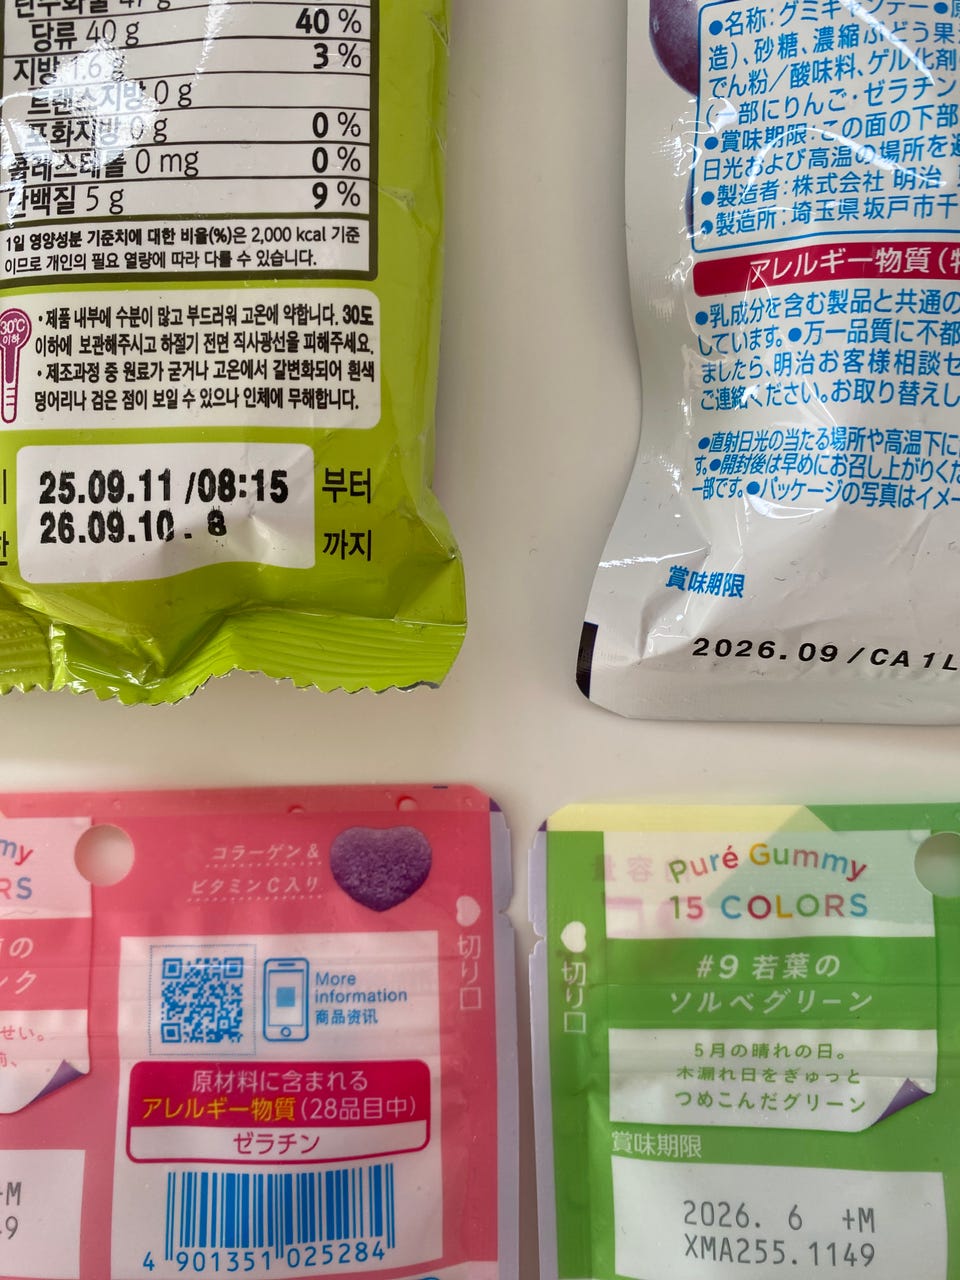 당류 40 g 40 %
지방 1.6 g 3 %
트랜스지방 0 g
포화지방 0 g 0 %
콜레스테롤 0 mg 0 %
단백질 5 g 9 %
1일 영양성분 기준치에 대한 비율(%)은 2,000 kcal 기준
이므로 개인의 필요 열량에 따라 다를 수 있습니다.
30℃
이하
· 제품 내부에 수분이 많고 부드러워 고온에 약합니다. 30도
이하에 보관해주시고 하절기 전면 직사광선을 피해주세요.
· 제조과정 중 원료가 굳거나 고온에서 갈변화되어 흰색
덩어리나 검은 점이 보일 수 있으나 인체에 무해합니다.
25.09.11 /08:15 부터
26.09.10 . 8 까지
●名称：グミキャンデー●原
造)、砂糖、濃縮ぶどう果
でん粉／酸味料、ゲル化剤
(一部にりんご・ゼラチン
●賞味期限：この面の下部
日光および高温の場所を避
●製造者：株式会社 明治
●製造所：埼玉県坂戸市千
アレルギー物質(特
●乳成分を含む製品と共通の
しています。●万一品質に不都
ましたら、明治お客様相談セ
ご連絡ください。お取り替えし
●直射日光の当たる場所や高温下に
す。●開封後は早めにお召し上がりくだ
一部です。●パッケージの写真はイメー
賞味期限
2026.09/CA1L
my
RS
の
ンク
せい。
前、
+M
49
コラーゲン&
ビタミンC入り
切り口
More
information
商品资讯
原材料に含まれる
アレルギー物質(28品目中)
ゼラチン
4 901351 025284
切り口
Puré Gummy
15 COLORS
#9 若葉の
ソルベグリーン
5月の晴れの日。
木漏れ日をぎゅっと
つめこんだグリーン
賞味期限
2026. 6 +M
XMA255.1149